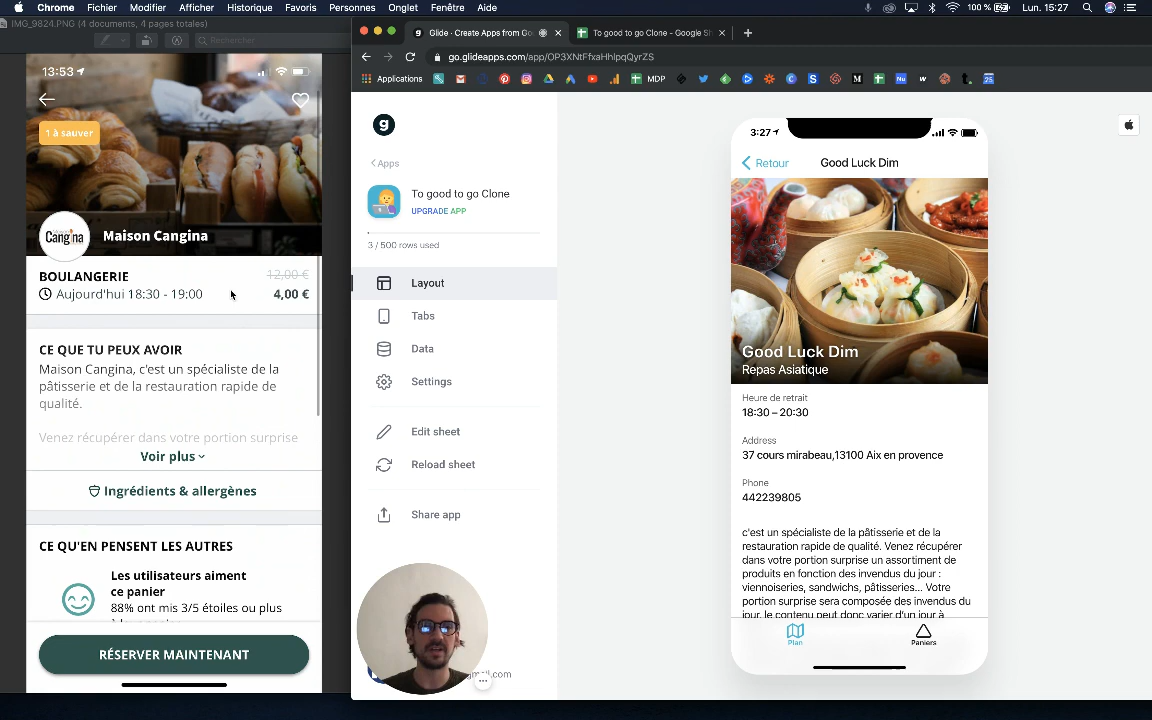 Chrome Fichier Modifier Afficher Historique Favoris Personnes Onglet Fenêtre Aide
100 % Lun. 15:27
IMG_9824.PNG (4 documents, 4 pages totales)
Rechercher
Glide · Create Apps from Go
To good to go Clone - Google Sh
go.glideapps.com/app/OP3XNtFfxaHhIpqQyrZS
Applications
MDP
13:53
1 à sauver
Cangina
Maison Cangina
BOULANGERIE
12,00 €
Aujourd'hui 18:30 - 19:00
4,00 €
CE QUE TU PEUX AVOIR
Maison Cangina, c'est un spécialiste de la
pâtisserie et de la restauration rapide de
qualité.
Venez récupérer dans votre portion surprise
Voir plus
Ingrédients & allergènes
CE QU'EN PENSENT LES AUTRES
Les utilisateurs aiment
ce panier
88% ont mis 3/5 étoiles ou plus
RÉSERVER MAINTENANT
g
Apps
To good to go Clone
UPGRADE APP
3 / 500 rows used
Layout
Tabs
Data
Settings
Edit sheet
Reload sheet
Share app
gmail.com
3:27
Retour
Good Luck Dim
Good Luck Dim
Repas Asiatique
Heure de retrait
18:30 – 20:30
Address
37 cours mirabeau,13100 Aix en provence
Phone
442239805
c'est un spécialiste de la pâtisserie et de la
restauration rapide de qualité. Venez récupérer
dans votre portion surprise un assortiment de
produits en fonction des invendus du jour :
viennoiseries, sandwichs, pâtisseries... Votre
portion surprise sera composée des invendus du
jour, le contenu peut donc varier d'un jour à
Plan
Paniers